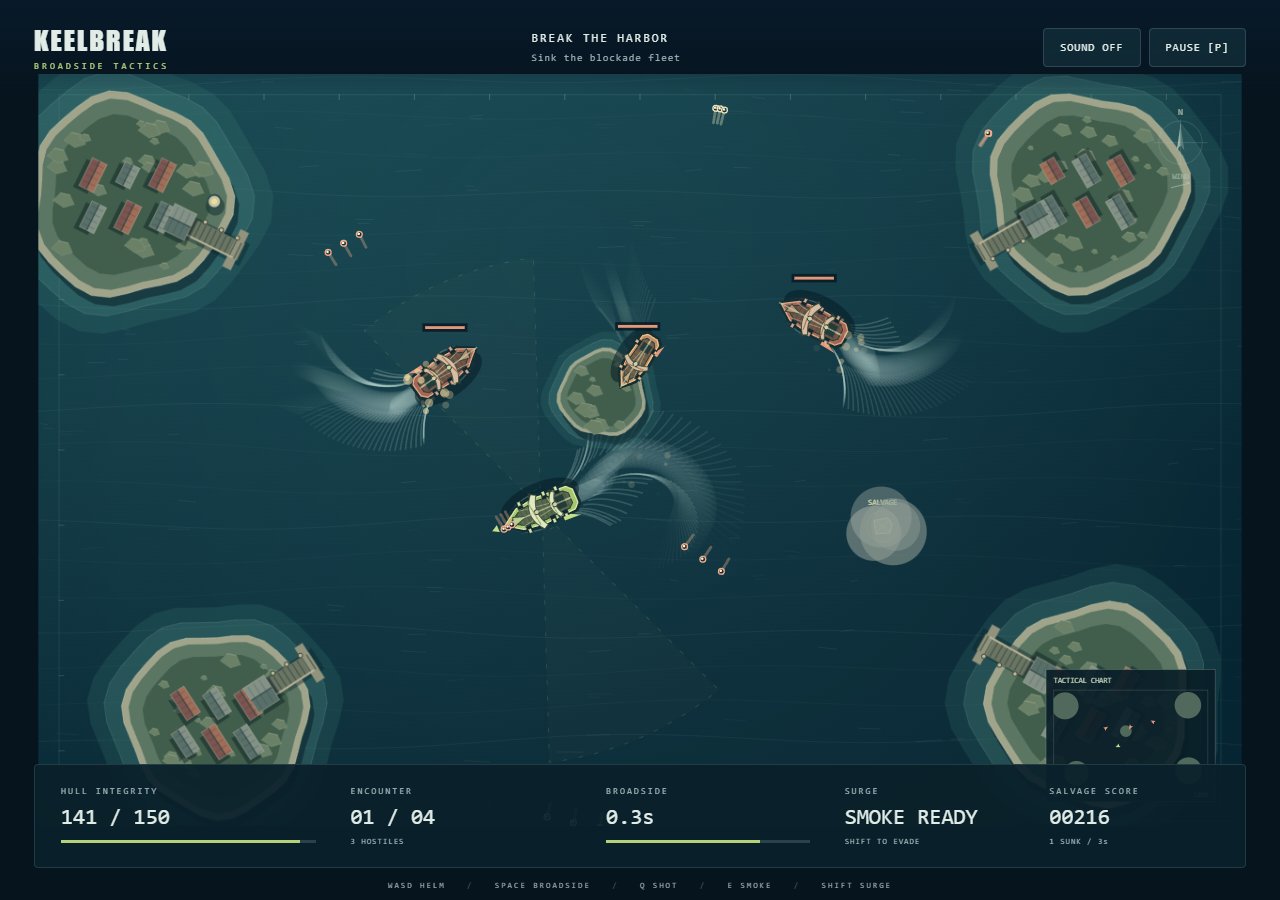 KEELBREAK
BROADSIDE TACTICS
BREAK THE HARBOR
Sink the blockade fleet
SOUND OFF
PAUSE [P]
N
WIND
SALVAGE
TACTICAL CHART
HULL INTEGRITY
141 / 150
ENCOUNTER
01 / 04
3 HOSTILES
BROADSIDE
0.3s
SURGE
SMOKE READY
SHIFT TO EVADE
SALVAGE SCORE
00216
1 SUNK / 3s
WASD HELM / SPACE BROADSIDE / Q SHOT / E SMOKE / SHIFT SURGE